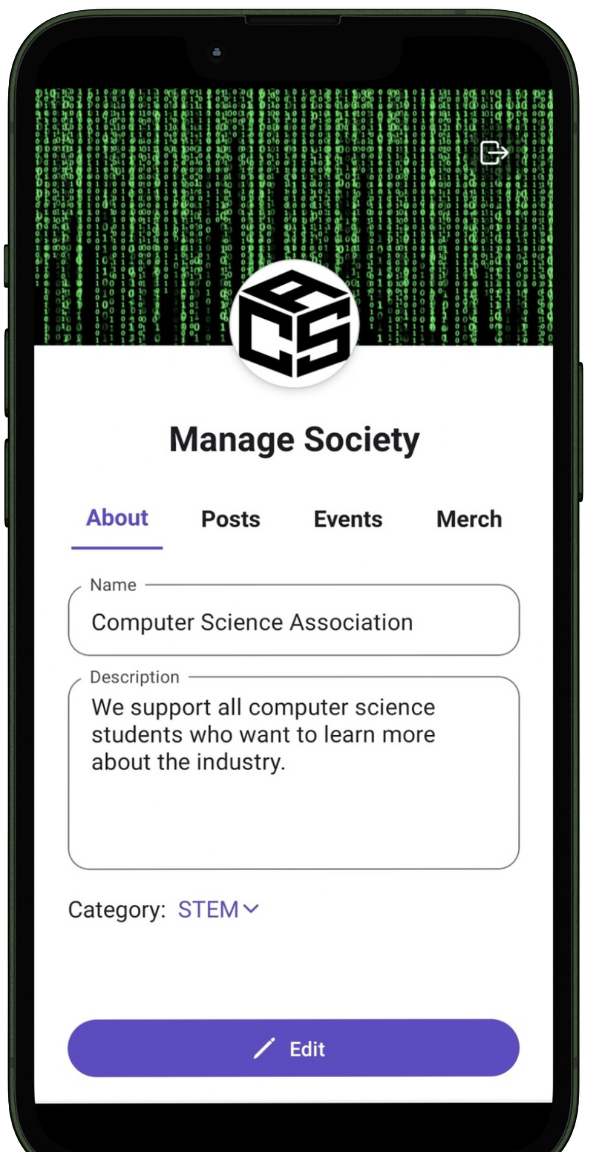 A
CS
Manage Society
About Posts Events Merch
Name
Computer Science Association
Description
We support all computer science
students who want to learn more
about the industry.
Category: STEM
Edit